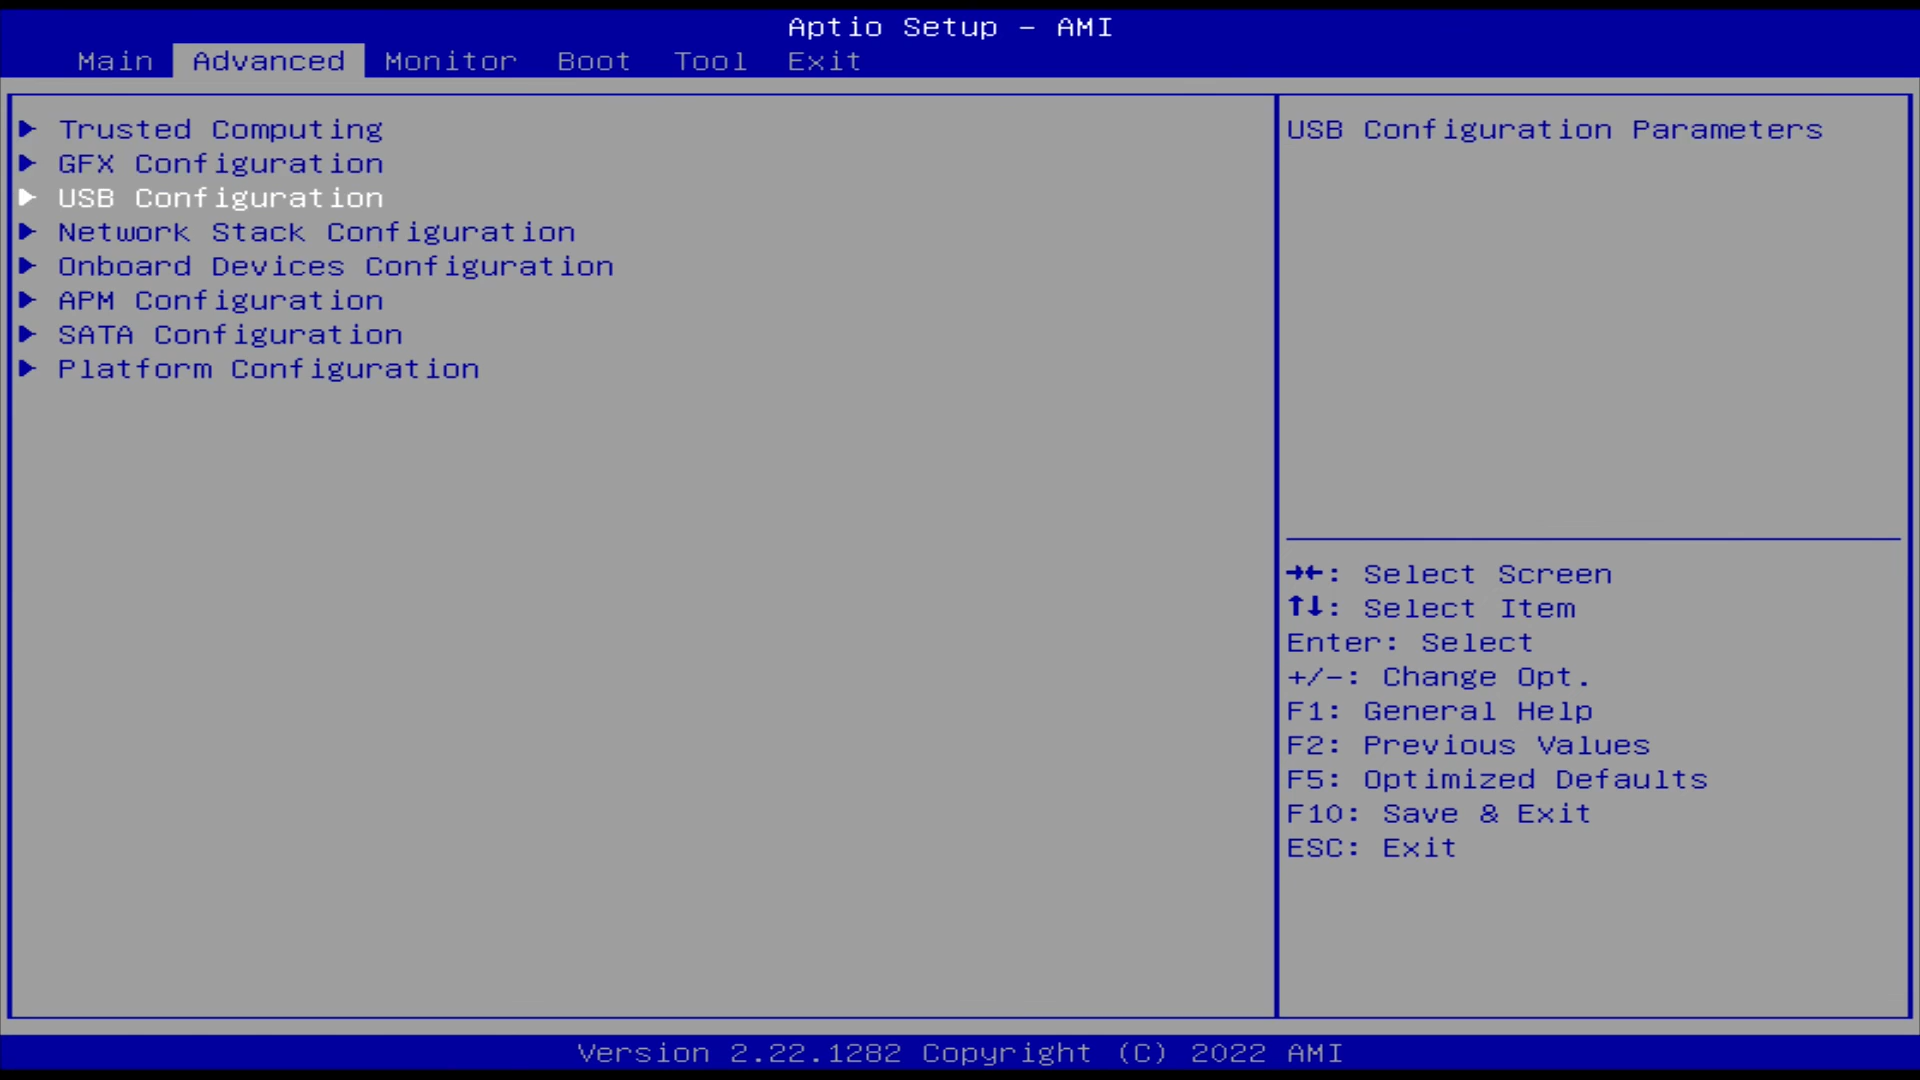 Aptio Setup – AMI
Main Advanced Monitor Boot Tool Exit
Trusted Computing
GFX Configuration
USB Configuration
Network Stack Configuration
Onboard Devices Configuration
APM Configuration
SATA Configuration
Platform Configuration
USB Configuration Parameters
→←: Select Screen
↑↓: Select Item
Enter: Select
+/-: Change Opt.
F1: General Help
F2: Previous Values
F5: Optimized Defaults
F10: Save & Exit
ESC: Exit
Version 2.22.1282 Copyright (C) 2022 AMI